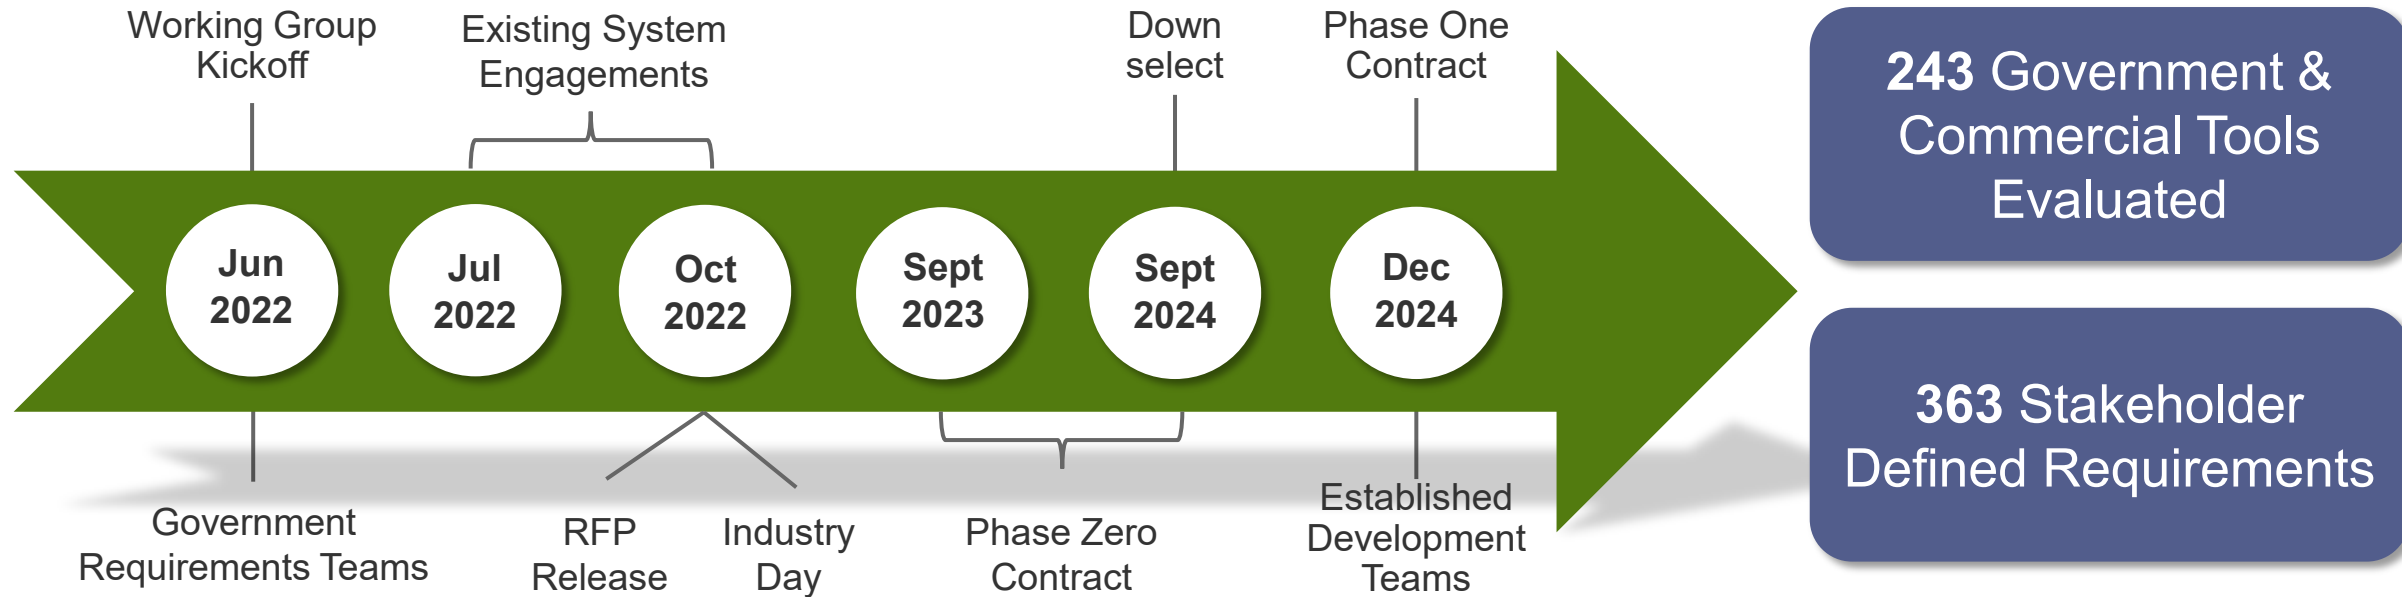 Working Group
Kickoff
Existing System
Engagements
Down
select
Phase One
Contract
Jun
2022
Jul
2022
Oct
2022
Sept
2023
Sept
2024
Dec
2024
Government
Requirements Teams
RFP
Release
Industry
Day
Phase Zero
Contract
Established
Development
Teams
243 Government &
Commercial Tools
Evaluated
363 Stakeholder
Defined Requirements